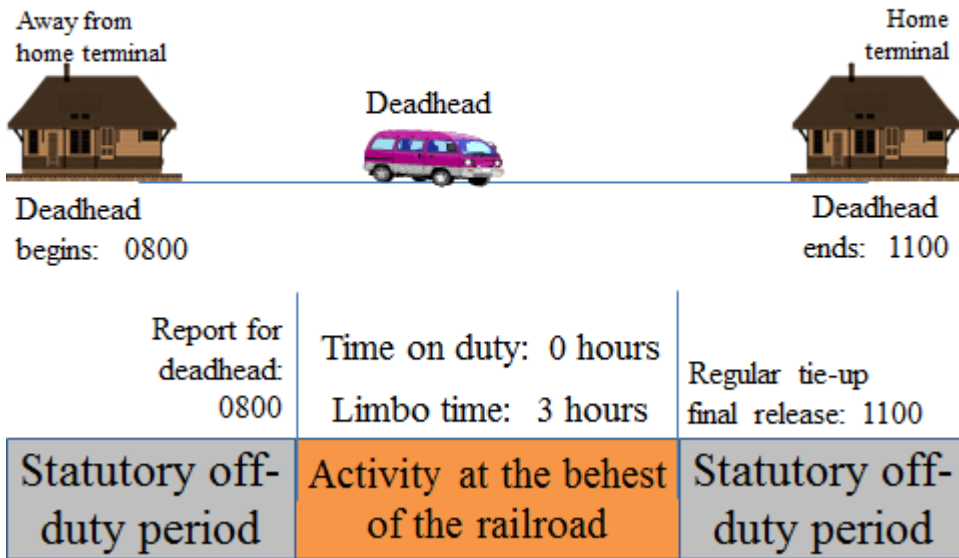 Away from
home terminal
Home
terminal
Deadhead
Deadhead
begins: 0800
Deadhead
ends: 1100
Report for
deadhead:
0800
Time on duty: 0 hours
Limbo time: 3 hours
Regular tie-up
final release: 1100
Statutory off-
duty period
Activity at the behest
of the railroad
Statutory off-
duty period